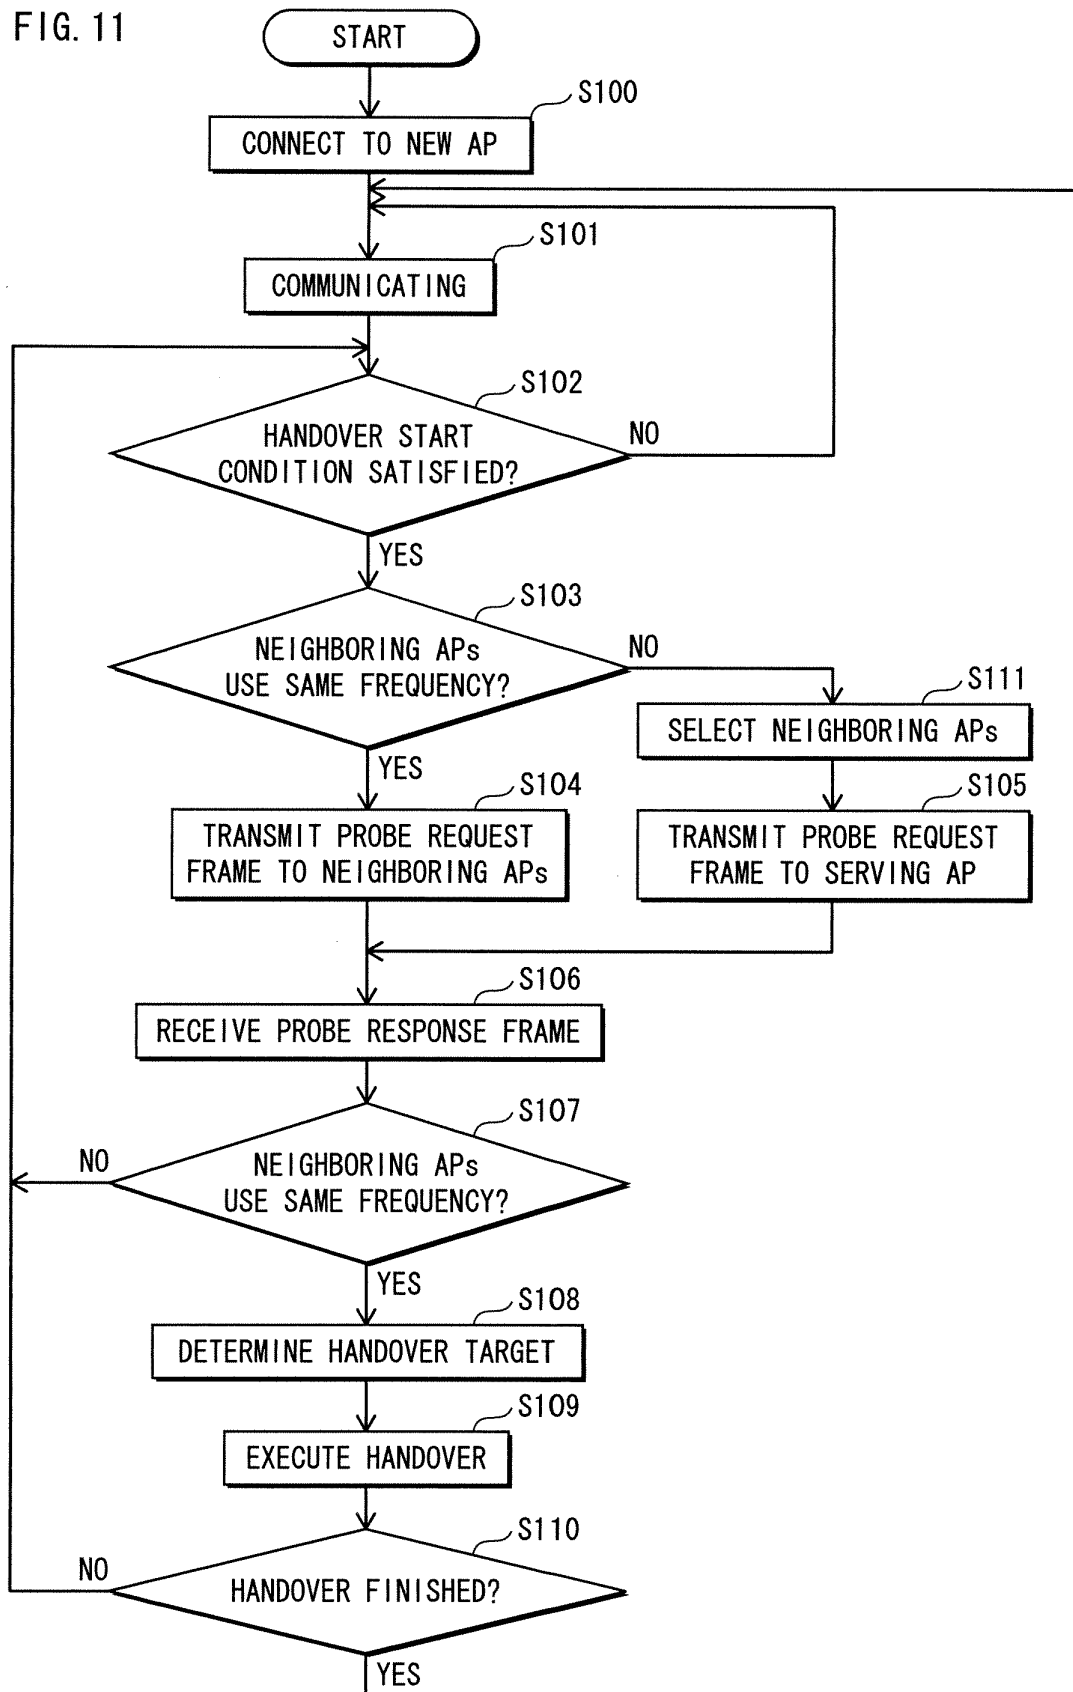 FIG. 11
START
S100
CONNECT TO NEW AP
S101
COMMUNICATING
S102
HANDOVER START
CONDITION SATISFIED?
NO
YES
S103
NEIGHBORING APs
USE SAME FREQUENCY?
NO
YES
S111
SELECT NEIGHBORING APs
S104
TRANSMIT PROBE REQUEST
FRAME TO NEIGHBORING APs
S105
TRANSMIT PROBE REQUEST
FRAME TO SERVING AP
S106
RECEIVE PROBE RESPONSE FRAME
S107
NEIGHBORING APs
USE SAME FREQUENCY?
NO
YES
S108
DETERMINE HANDOVER TARGET
S109
EXECUTE HANDOVER
S110
HANDOVER FINISHED?
NO
YES